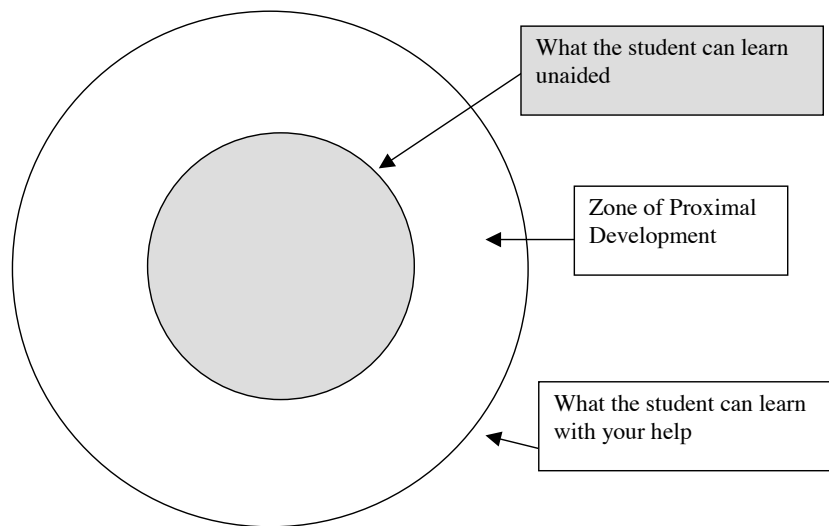 What the student can learn
unaided
Zone of Proximal
Development
What the student can learn
with your help